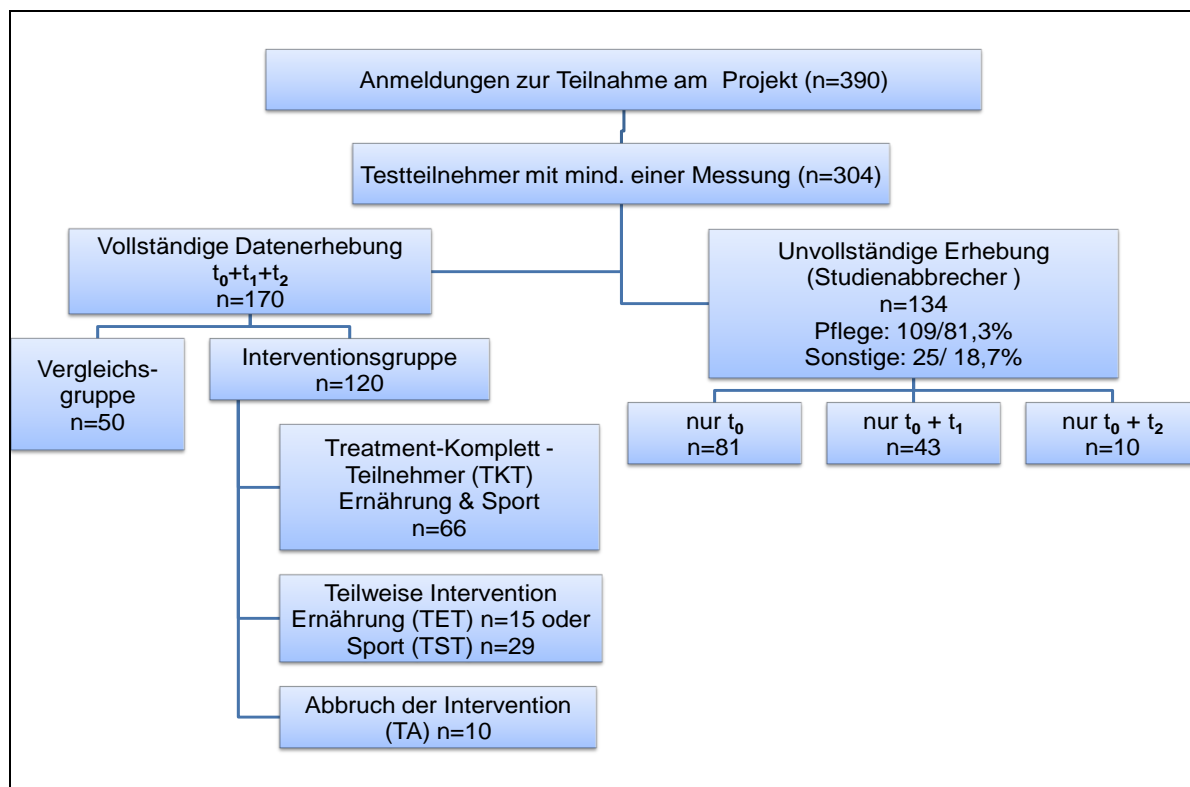 Anmeldungen zur Teilnahme am Projekt (n=390)
Testteilnehmer mit mind. einer Messung (n=304)
Vollständige Datenerhebung
t₀+t₁+t₂
n=170
Vergleichs-
gruppe
n=50
Interventionsgruppe
n=120
Treatment-Komplett -
Teilnehmer (TKT)
Ernährung & Sport
n=66
Teilweise Intervention
Ernährung (TET) n=15 oder
Sport (TST) n=29
Abbruch der Intervention
(TA) n=10
Unvollständige Erhebung
(Studienabbrecher )
n=134
Pflege: 109/81,3%
Sonstige: 25/ 18,7%
nur t₀
n=81
nur t₀ + t₁
n=43
nur t₀ + t₂
n=10